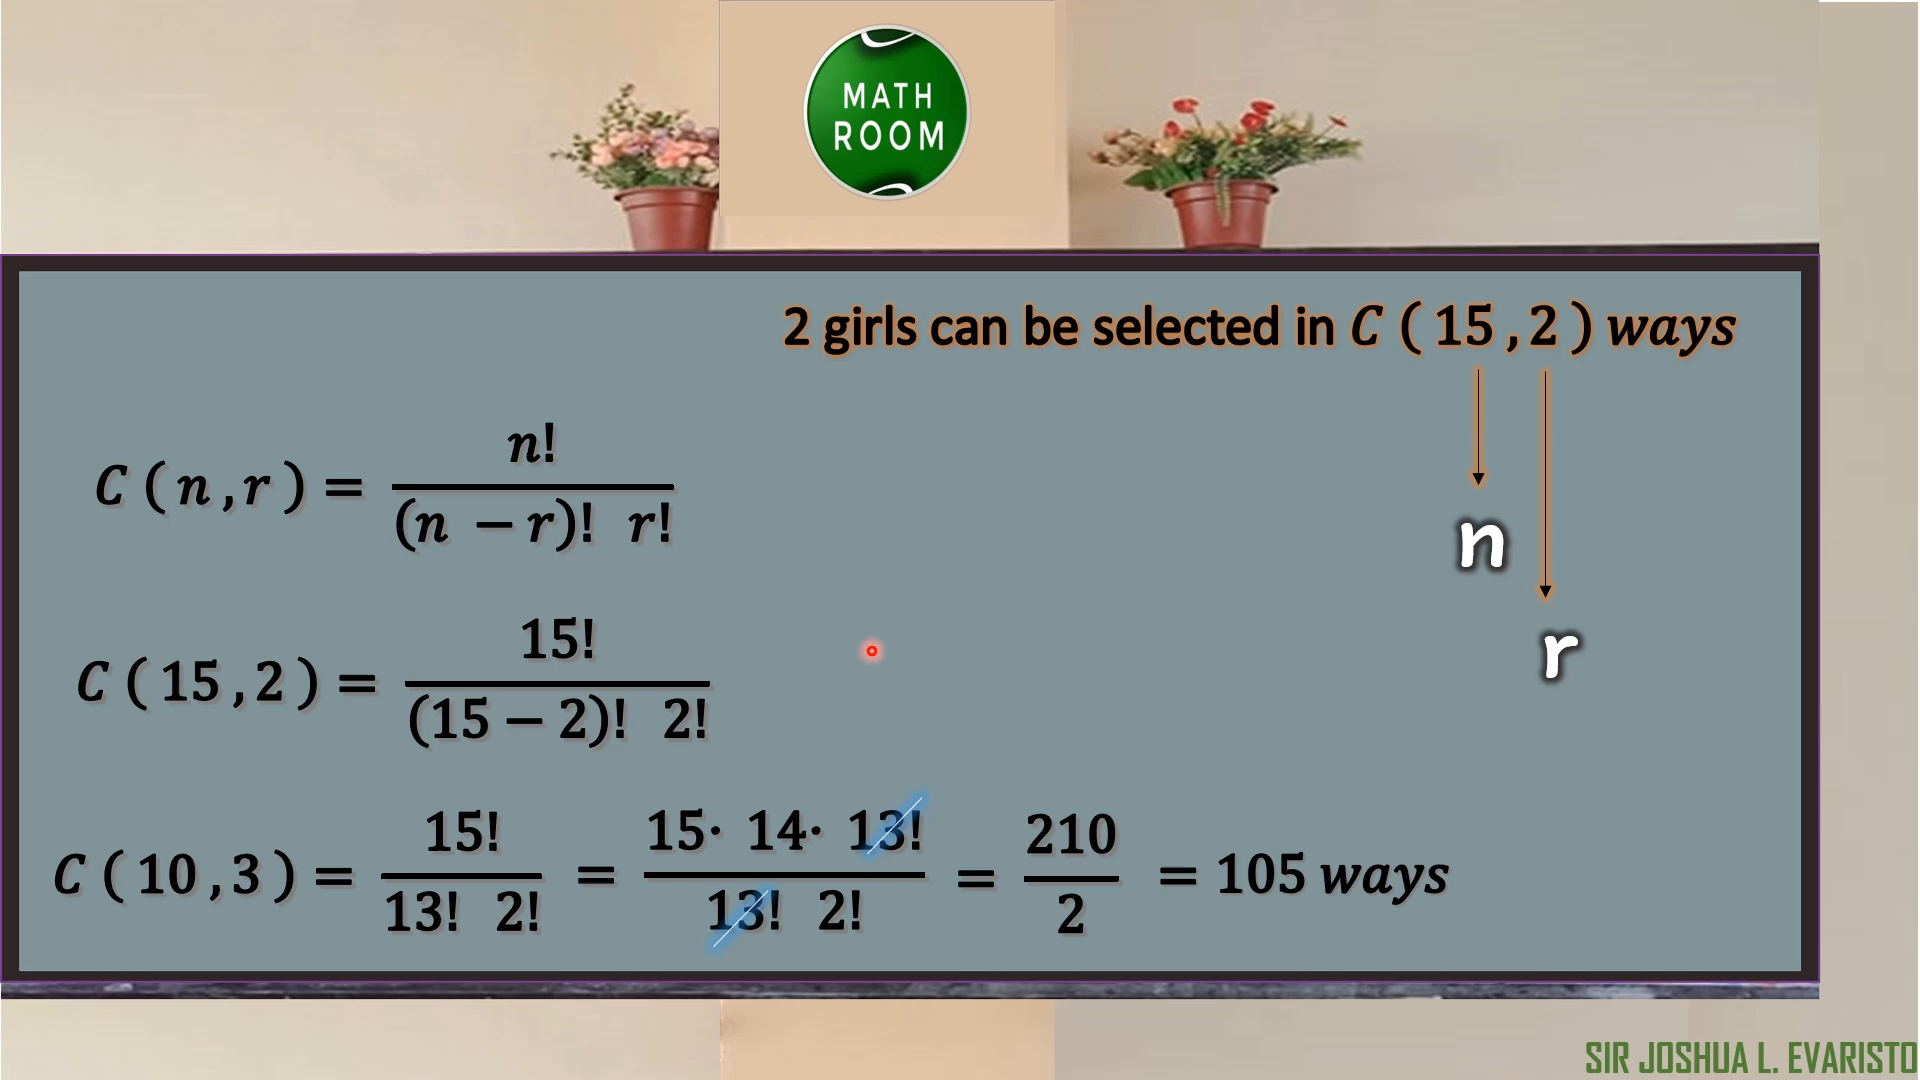 MATH
ROOM
2 girls can be selected in C ( 15 , 2 ) ways
n
r
C ( n , r ) = n! / (n − r)! r!
C ( 15 , 2 ) = 15! / (15 − 2)! 2!
C ( 10 , 3 ) = 15! / 13! 2! = 15· 14· 13! / 13! 2! = 210 / 2 = 105 ways
SIR JOSHUA L. EVARISTO